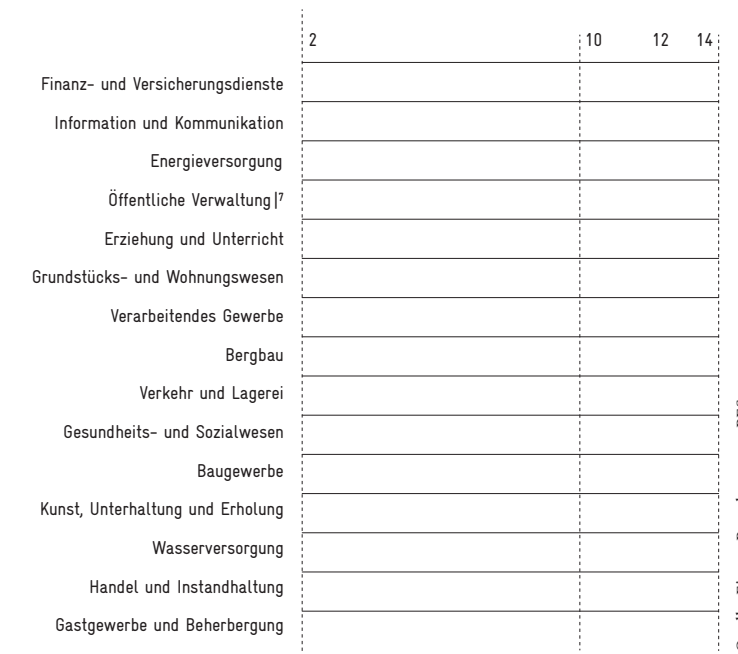 2 10 12 14
Finanz- und Versicherungsdienste
Information und Kommunikation
Energieversorgung
Öffentliche Verwaltung|⁷
Erziehung und Unterricht
Grundstücks- und Wohnungswesen
Verarbeitendes Gewerbe
Bergbau
Verkehr und Lagerei
Gesundheits- und Sozialwesen
Baugewerbe
Kunst, Unterhaltung und Erholung
Wasserversorgung
Handel und Instandhaltung
Gastgewerbe und Beherbergung